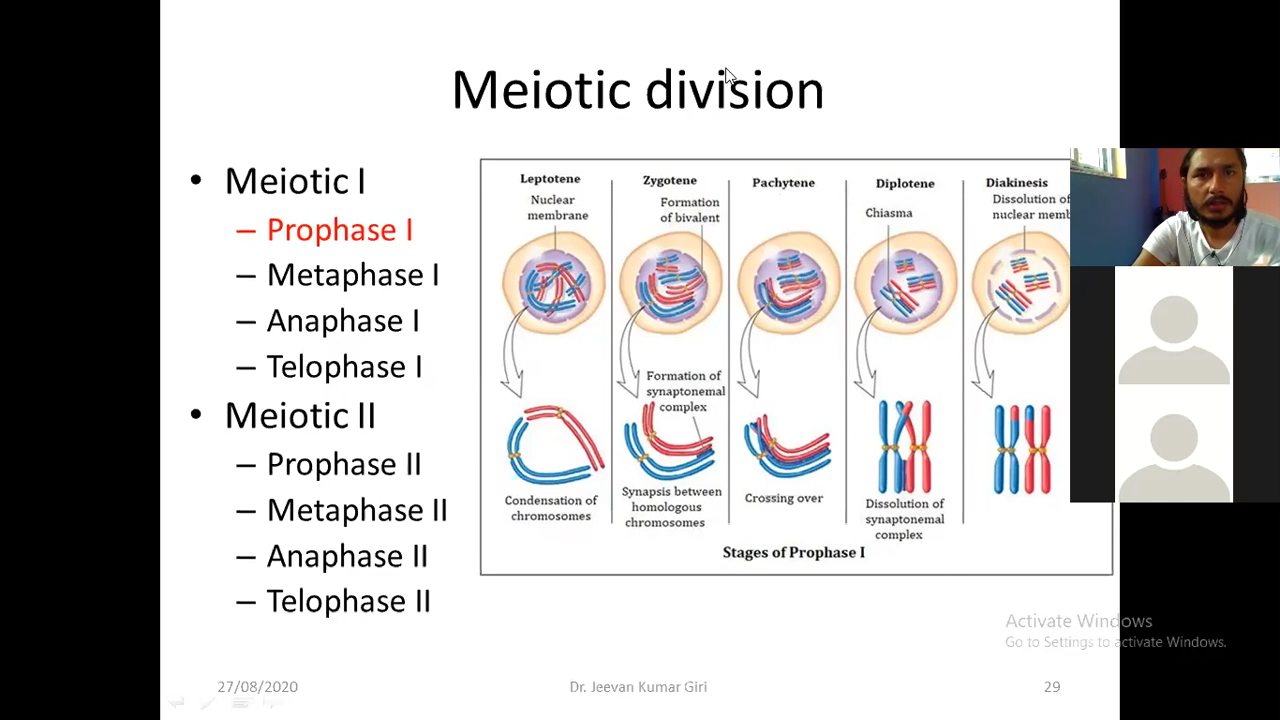 Meiotic division
• Meiotic I
– Prophase I
– Metaphase I
– Anaphase I
– Telophase I
• Meiotic II
– Prophase II
– Metaphase II
– Anaphase II
– Telophase II
Leptotene
Nuclear
membrane
Condensation of
chromosomes
Zygotene
Formation
of bivalent
Formation of
synaptonemal
complex
Synapsis between
homologous
chromosomes
Pachytene
Crossing over
Diplotene
Chiasma
Dissolution of
synaptonemal
complex
Diakinesis
Dissolution of
nuclear memb
Stages of Prophase I
Activate Windows
Go to Settings to activate Windows.
27/08/2020
Dr. Jeevan Kumar Giri
29